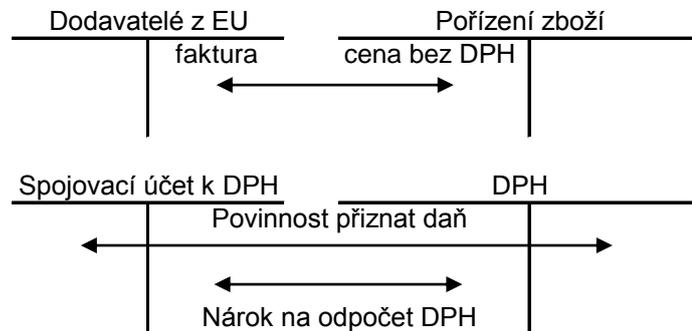 Dodavatelé z EU
Pořízení zboží
faktura
cena bez DPH
Spojovací účet k DPH
DPH
Povinnost přiznat daň
Nárok na odpočet DPH